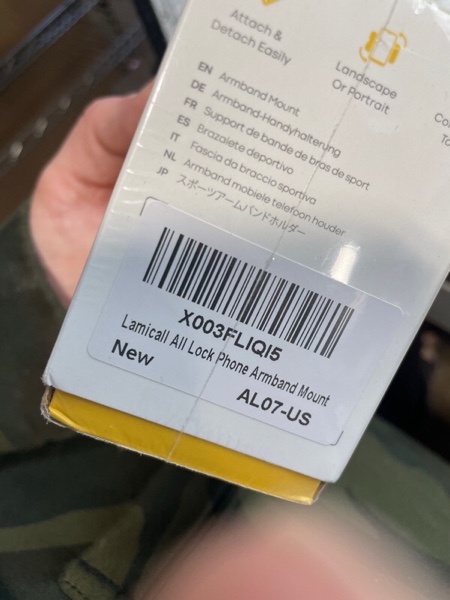 Attach &
Detach Easily
Landscape
Or Portrait
EN Armband Mount
DE Armband-Handyhalterung
FR Support de bande de bras de sport
ES Brazalete deportivo
IT Fascia da braccio sportiva
NL Armband mobiele telefoon houder
JP スポーツアームバンドホルダー
X003FLIQI5
Lamicall All Lock Phone Armband Mount
New
AL07-US